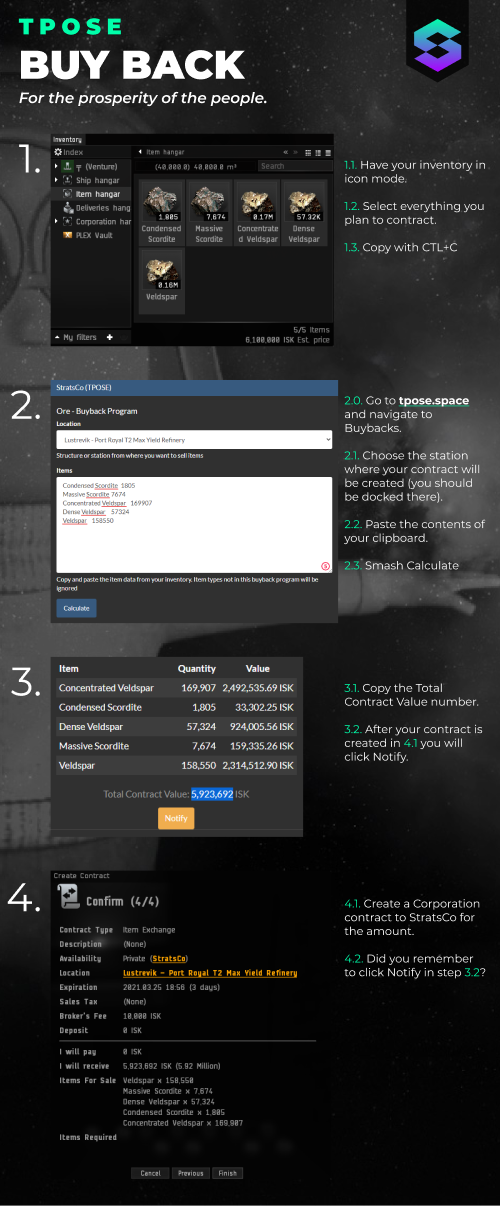 TPOSE
BUY BACK
For the prosperity of the people.
1.
Inventory
Index
(Venture)
Ship hangar
Item hangar
Deliveries hang
Corporation har
PLEX Vault
My filters
Item hangar
(40,000.0) 40,000.0 m³
Search
1,805
7,674
0.17M
57.32K
Condensed Scordite
Massive Scordite
Concentrate d Veldspar
Dense Veldspar
0.16M
Veldspar
5/5 Items
6,100,000 ISK Est. price
1.1. Have your inventory in
icon mode.
1.2. Select everything you
plan to contract.
1.3. Copy with CTL+C
2.
StratsCo (TPOSE)
Ore - Buyback Program
Location
Lustrevik - Port Royal T2 Max Yield Refinery
Structure or station from where you want to sell items
Items
Condensed Scordite 1805
Massive Scordite 7674
Concentrated Veldspar 169907
Dense Veldspar 57324
Veldspar 158550
Copy and paste the item data from your inventory. Item types not in this buyback program will be
ignored
Calculate
2.0. Go to tpose.space
and navigate to
Buybacks.
2.1. Choose the station
where your contract will
be created (you should
be docked there).
2.2. Paste the contents of
your clipboard.
2.3. Smash Calculate
3.
Item Quantity Value
Concentrated Veldspar 169,907 2,492,535.69 ISK
Condensed Scordite 1,805 33,302.25 ISK
Dense Veldspar 57,324 924,005.56 ISK
Massive Scordite 7,674 159,335.26 ISK
Veldspar 158,550 2,314,512.90 ISK
Total Contract Value: 5,923,692 ISK
Notify
3.1. Copy the Total
Contract Value number.
3.2. After your contract is
created in 4.1 you will
click Notify.
4.
Create Contract
Confirm (4/4)
Contract Type Item Exchange
Description (None)
Availability Private (StratsCo)
Location Lustrevik - Port Royal T2 Max Yield Refinery
Expiration 2021.03.25 18:56 (3 days)
Sales Tax (None)
Broker's Fee 10,000 ISK
Deposit 0 ISK
I will pay 0 ISK
I will receive 5,923,692 ISK (5.92 Million)
Items For Sale Veldspar x 158,550
Massive Scordite x 7,674
Dense Veldspar x 57,324
Condensed Scordite x 1,805
Concentrated Veldspar x 169,907
Items Required
Cancel Previous Finish
4.1. Create a Corporation
contract to StratsCo for
the amount.
4.2. Did you remember
to click Notify in step 3.2?